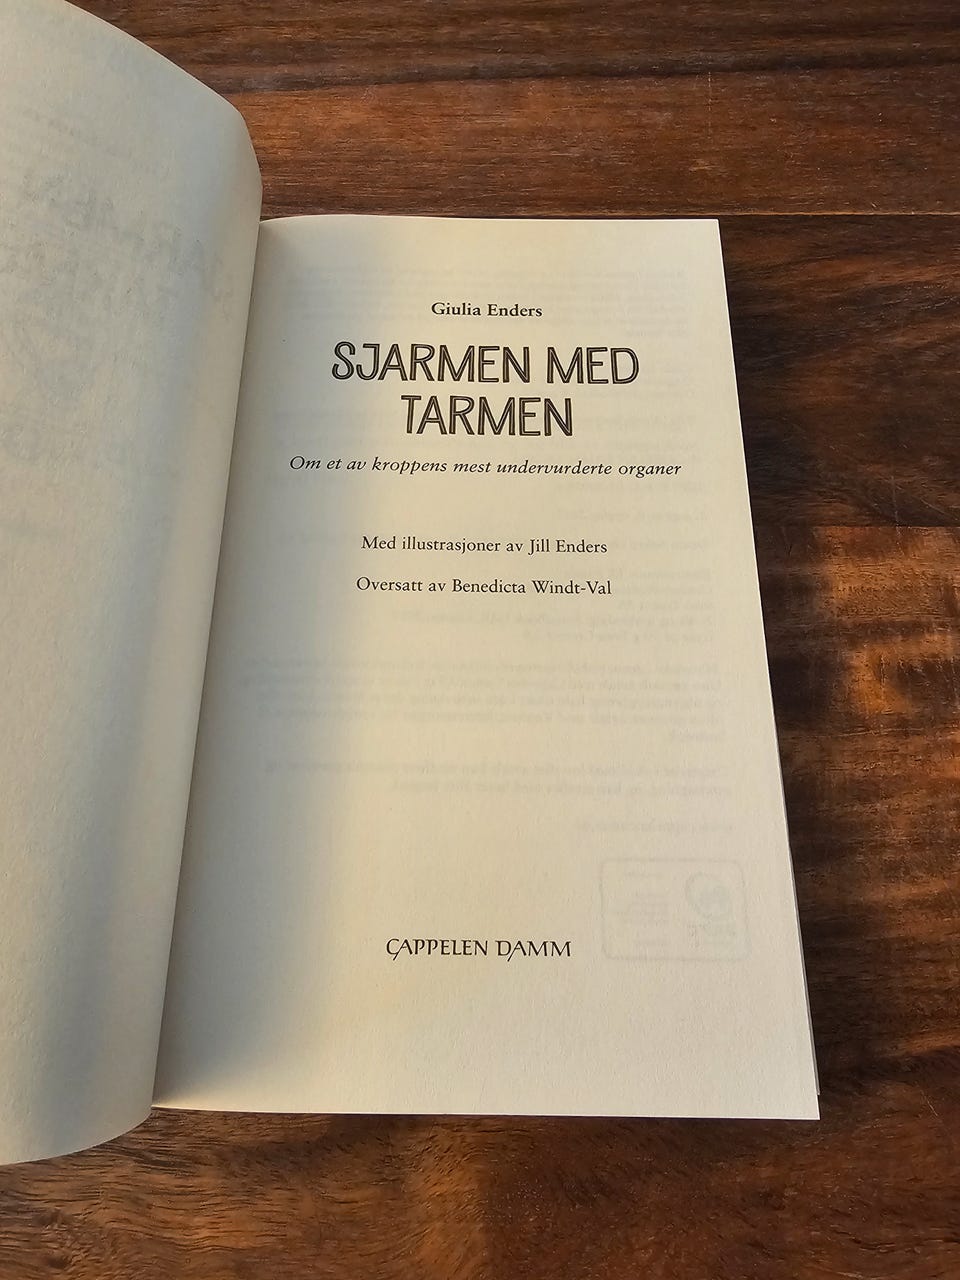 Giulia Enders
SJARMEN MED
TARMEN
Om et av kroppens mest undervurderte organer
Med illustrasjoner av Jill Enders
Oversatt av Benedicta Windt-Val
CAPPELEN DAMM